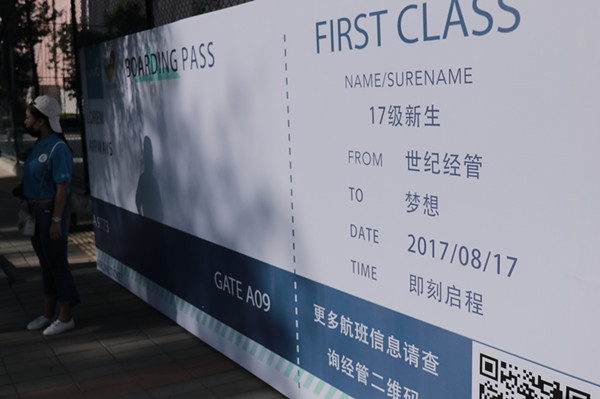 BOARDING PASS
LOREM
AIRWAYS
GATE A09
FIRST CLASS
NAME/SURENAME
17级新生
FROM 世纪经管
TO 梦想
DATE 2017/08/17
TIME 即刻启程
更多航班信息请查
询经管二维码